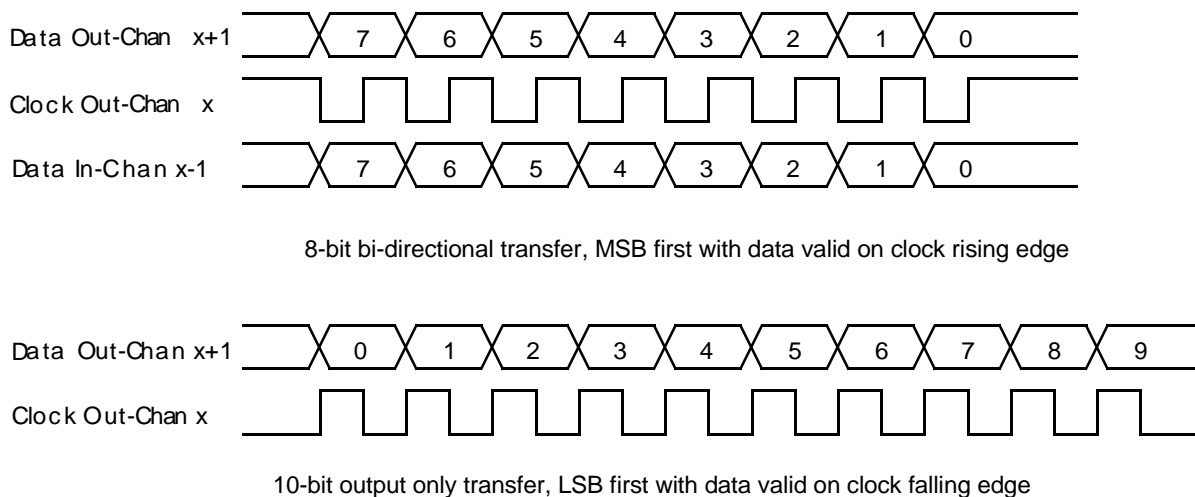 Data Out-Chan x+1 7 6 5 4 3 2 1 0
Clock Out-Chan x
Data In-Chan x-1 7 6 5 4 3 2 1 0
8-bit bi-directional transfer, MSB first with data valid on clock rising edge
Data Out-Chan x+1 0 1 2 3 4 5 6 7 8 9
Clock Out-Chan x
10-bit output only transfer, LSB first with data valid on clock falling edge